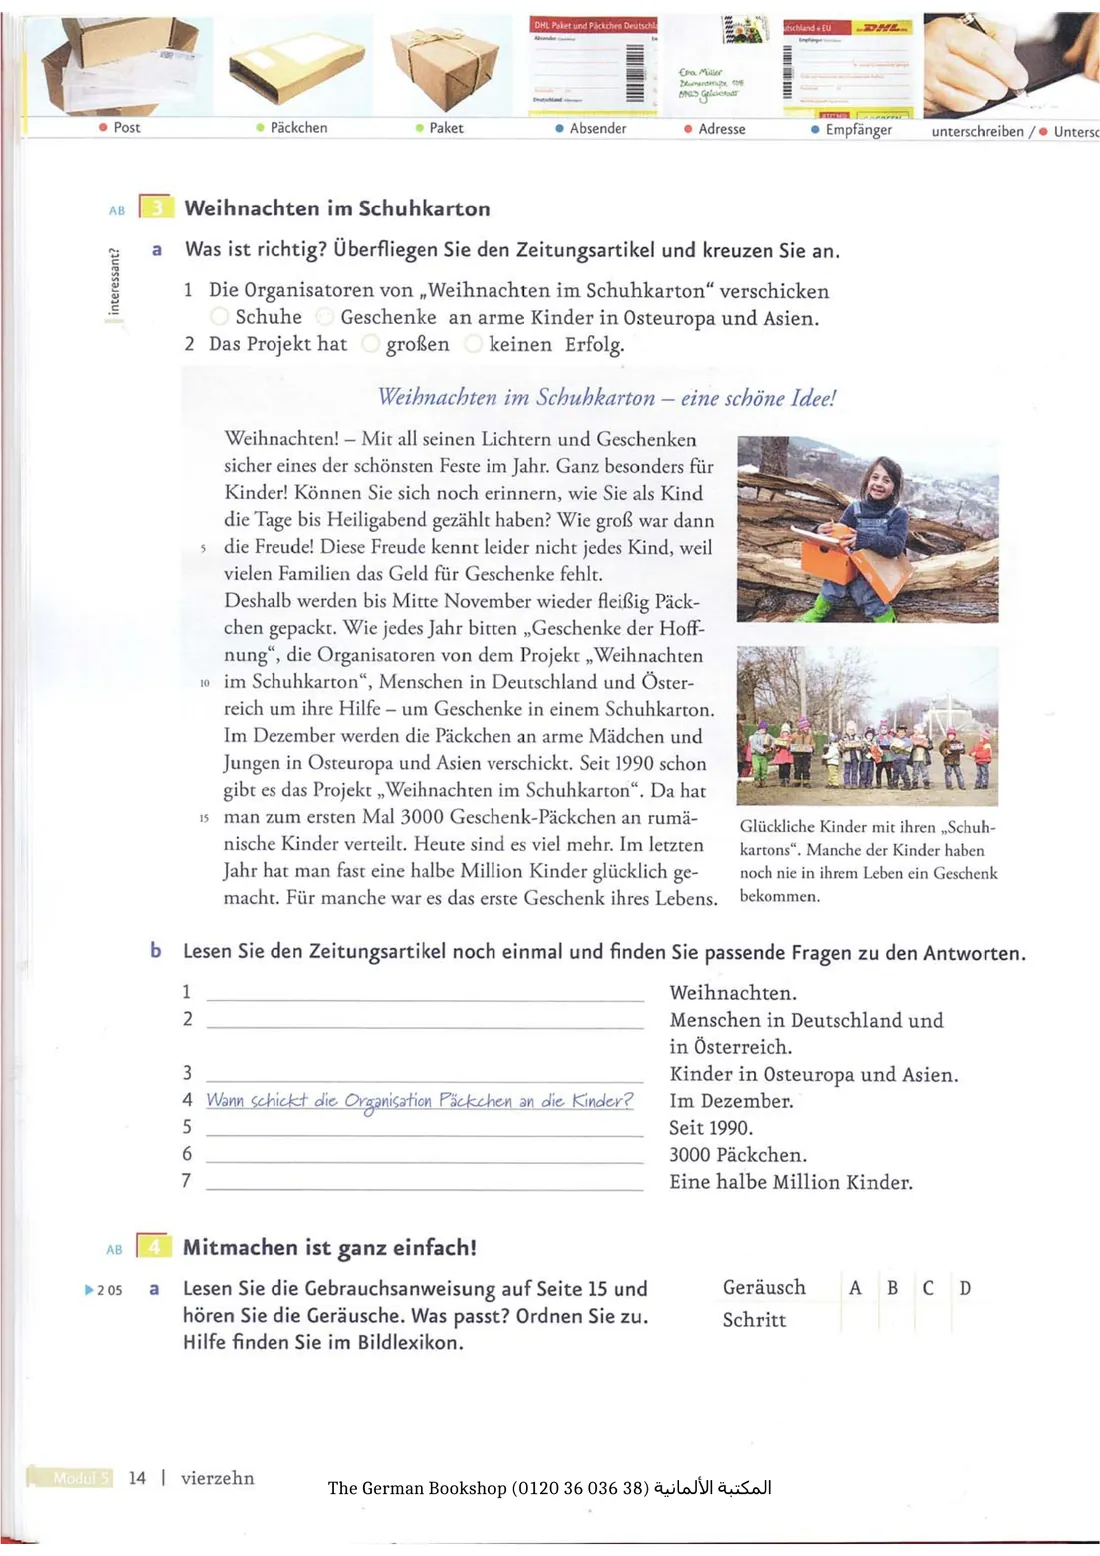 DHL Paket und Päckchen Deutschla
Absender
Deutschland
Ema Müller
Blumenstraße
DHL
tschland + EU
Empfänger
Post
Päckchen
Paket
Absender
Adresse
Empfänger
unterschreiben / Untersc
AB 3 Weihnachten im Schuhkarton
interessant?
a Was ist richtig? Überfliegen Sie den Zeitungsartikel und kreuzen Sie an.
1 Die Organisatoren von „Weihnachten im Schuhkarton“ verschicken
Schuhe Geschenke an arme Kinder in Osteuropa und Asien.
2 Das Projekt hat großen keinen Erfolg.
Weihnachten im Schuhkarton – eine schöne Idee!
Weihnachten! – Mit all seinen Lichtern und Geschenken
sicher eines der schönsten Feste im Jahr. Ganz besonders für
Kinder! Können Sie sich noch erinnern, wie Sie als Kind
die Tage bis Heiligabend gezählt haben? Wie groß war dann
5 die Freude! Diese Freude kennt leider nicht jedes Kind, weil
vielen Familien das Geld für Geschenke fehlt.
Deshalb werden bis Mitte November wieder fleißig Päck-
chen gepackt. Wie jedes Jahr bitten „Geschenke der Hoff-
nung“, die Organisatoren von dem Projekt „Weihnachten
10 im Schuhkarton“, Menschen in Deutschland und Öster-
reich um ihre Hilfe – um Geschenke in einem Schuhkarton.
Im Dezember werden die Päckchen an arme Mädchen und
Jungen in Osteuropa und Asien verschickt. Seit 1990 schon
gibt es das Projekt „Weihnachten im Schuhkarton“. Da hat
15 man zum ersten Mal 3000 Geschenk-Päckchen an rumä-
nische Kinder verteilt. Heute sind es viel mehr. Im letzten
Jahr hat man fast eine halbe Million Kinder glücklich ge-
macht. Für manche war es das erste Geschenk ihres Lebens.
Glückliche Kinder mit ihren „Schuh-
kartons“. Manche der Kinder haben
noch nie in ihrem Leben ein Geschenk
bekommen.
b Lesen Sie den Zeitungsartikel noch einmal und finden Sie passende Fragen zu den Antworten.
1 Weihnachten.
2 Menschen in Deutschland und
in Österreich.
3 Kinder in Osteuropa und Asien.
4 Wann schickt die Organisation Päckchen an die Kinder? Im Dezember.
5 Seit 1990.
6 3000 Päckchen.
7 Eine halbe Million Kinder.
AB 4 Mitmachen ist ganz einfach!
2 05 a Lesen Sie die Gebrauchsanweisung auf Seite 15 und
hören Sie die Geräusche. Was passt? Ordnen Sie zu.
Hilfe finden Sie im Bildlexikon.
Geräusch A B C D
Schritt
Modul 5 14 | vierzehn
The German Bookshop (0120 36 036 38) المكتبة الألمانية